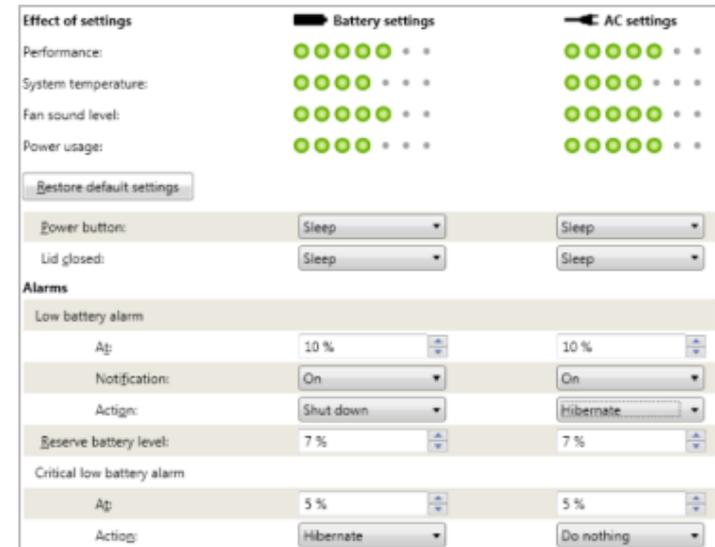 Effect of settings Battery settings AC settings
Performance:
System temperature:
Fan sound level:
Power usage:
Restore default settings
Power button: Sleep Sleep
Lid closed: Sleep Sleep
Alarms
Low battery alarm
At: 10 % 10 %
Notification: On On
Action: Shut down Hibernate
Reserve battery level: 7 % 7 %
Critical low battery alarm
At: 5 % 5 %
Action: Hibernate Do nothing